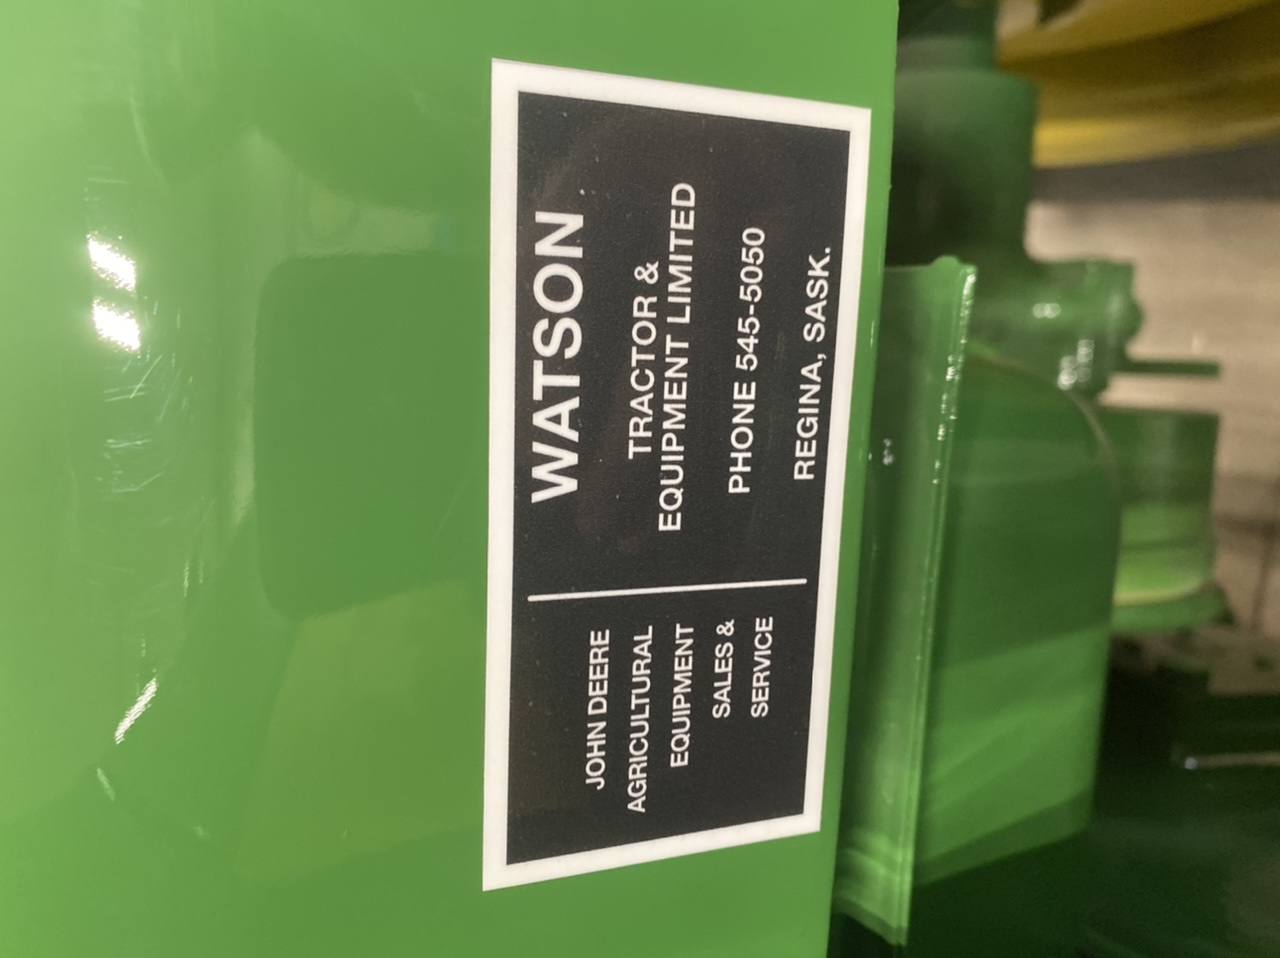 JOHN DEERE
AGRICULTURAL
EQUIPMENT
SALES &
SERVICE
WATSON
TRACTOR &
EQUIPMENT LIMITED
PHONE 545-5050
REGINA, SASK.